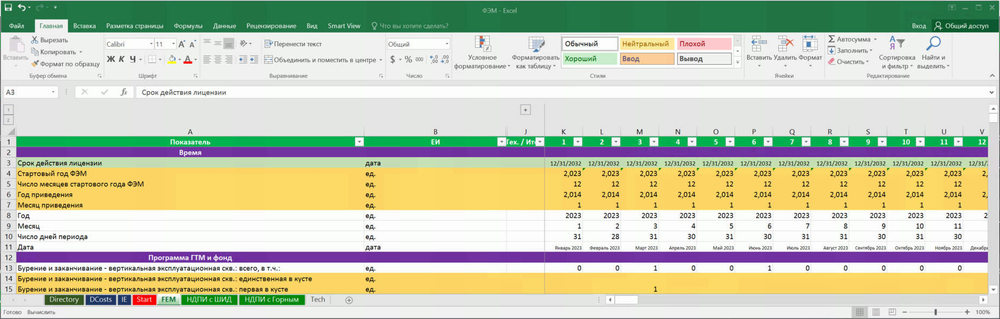 ФЭМ - Excel
Файл Главная Вставка Разметка страницы Формулы Данные Рецензирование Вид Smart View Что вы хотите сделать? Вход Общий доступ
Вставить
Вырезать
Копировать
Формат по образцу
Буфер обмена
Calibri 11
Ж К Ч
Шрифт
Перенести текст
Объединить и поместить в центре
Выравнивание
Общий
$ % 000
Число
Условное форматирование
Форматировать как таблицу
Обычный Нейтральный Плохой
Хороший Ввод Вывод
Стили
Вставить Удалить Формат
Ячейки
Автосумма
Заполнить
Очистить
Сортировка и фильтр
Найти и выделить
Редактирование
A3 fx Срок действия лицензии
1
2
+
A B J K L M N O P Q R S T U V
1 Показатель ЕИ Тех. / Ито 1 2 3 4 5 6 7 8 9 10 11 12
2 Время
3 Срок действия лицензии дата 12/31/2032 12/31/2032 12/31/2032 12/31/2032 12/31/2032 12/31/2032 12/31/2032 12/31/2032 12/31/2032 12/31/2032 12/31/2032 12/31/2
4 Стартовый год ФЭМ ед. 2,023 2,023 2,023 2,023 2,023 2,023 2,023 2,023 2,023 2,023 2,023 2,
5 Число месяцев стартового года ФЭМ ед. 12 12 12 12 12 12 12 12 12 12 12
6 Год приведения ед. 2,014 2,014 2,014 2,014 2,014 2,014 2,014 2,014 2,014 2,014 2,014 2,
7 Месяц приведения ед. 1 1 1 1 1 1 1 1 1 1 1
8 Год ед. 2023 2023 2023 2023 2023 2023 2023 2023 2023 2023 2023 2
9 Месяц ед. 1 2 3 4 5 6 7 8 9 10 11
10 Число дней периода ед. 31 28 31 30 31 30 31 31 30 31 30
11 Дата дата Январь 2023 Февраль 2023 Март 2023 Апрель 2023 Май 2023 Июнь 2023 Июль 2023 Август 2023 Сентябрь 2023 Октябрь 2023 Ноябрь 2023 Декабрь
12 Программа ГТМ и фонд
13 Бурение и заканчивание - вертикальная эксплуатационная скв.: всего, в т.ч.: ед. 0 0 1 0 0 1 0 0 0 0 0
14 Бурение и заканчивание - вертикальная эксплуатационная скв.: единственная в кусте ед.
15 Бурение и заканчивание - вертикальная эксплуатационная скв.: первая в кусте ед. 1
Directory DCosts IE Start FEM НДПИ с ШИД НДПИ с Горным Tech
Готово Вычислить 100%